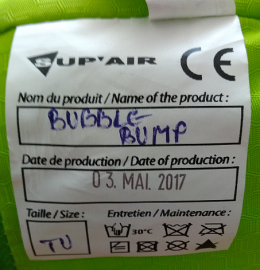 SUP'AIR CE
Nom du produit / Name of the product :
BUBBLE
BUMP
Date de production / Date of production :
03. MAI. 2017
Taille / Size : Entretien / Maintenance :
TU 30°C